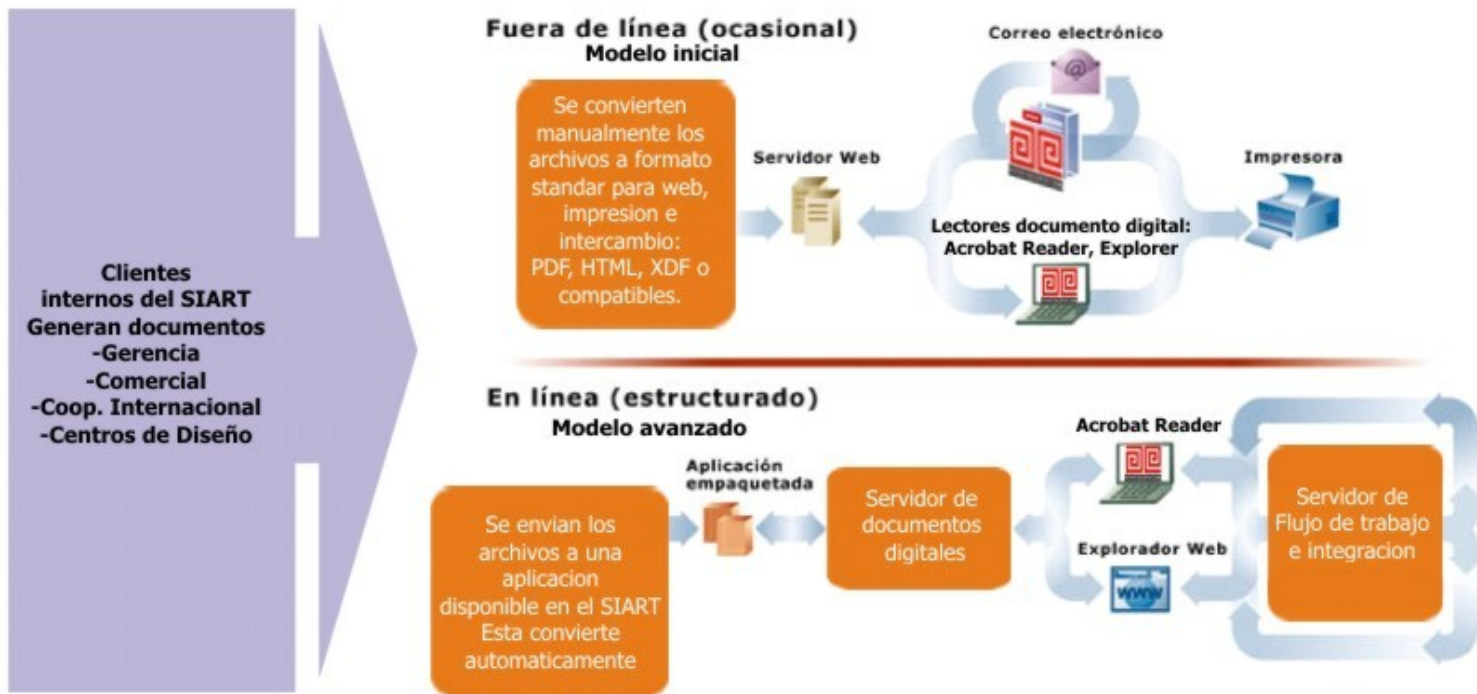 Clientes
internos del SIART
Generan documentos
-Gerencia
-Comercial
-Coop. Internacional
-Centros de Diseño
Fuera de línea (ocasional)
Modelo inicial
Se convierten
manualmente los
archivos a formato
standar para web,
impresion e
intercambio:
PDF, HTML, XDF o
compatibles.
Servidor Web
Correo electrónico
@
Lectores documento digital:
Acrobat Reader, Explorer
Impresora
En línea (estructurado)
Modelo avanzado
Se envian los
archivos a una
aplicacion
disponible en el SIART
Esta convierte
automaticamente
Aplicación
empaquetada
Servidor de
documentos
digitales
Acrobat Reader
Explorador Web
WWW
Servidor de
Flujo de trabajo
e integracion